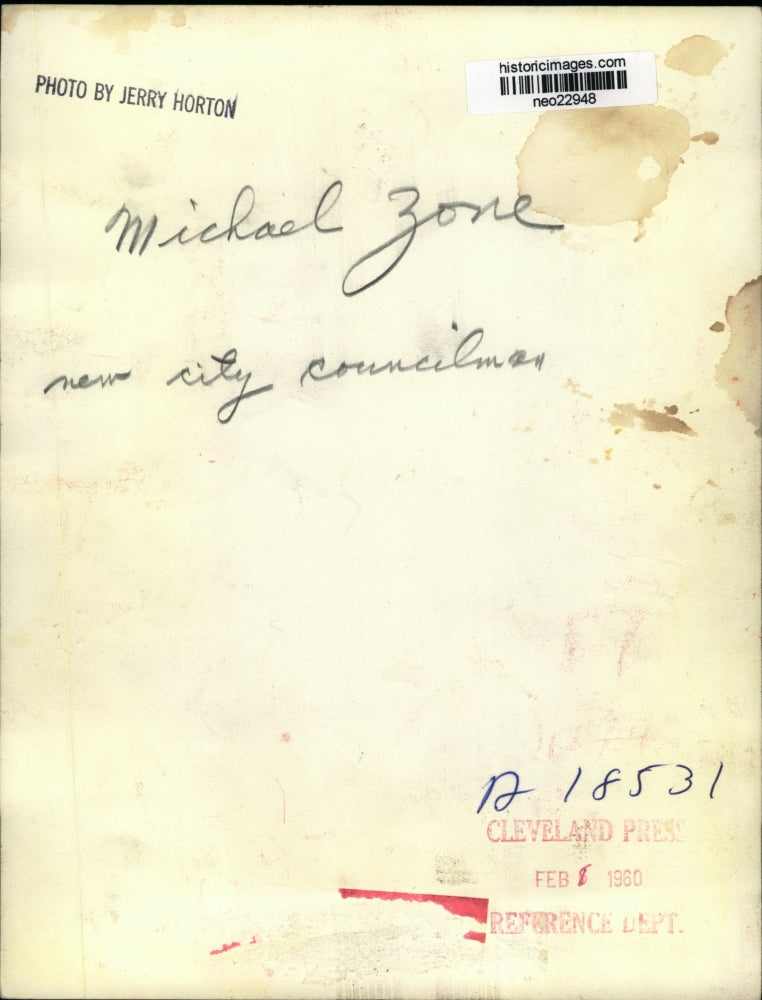 PHOTO BY JERRY HORTON
historicimages.com
neo22948
Michael Zone
new city councilman
A 18531
CLEVELAND PRESS
FEB 8 1960
REFERENCE DEPT.